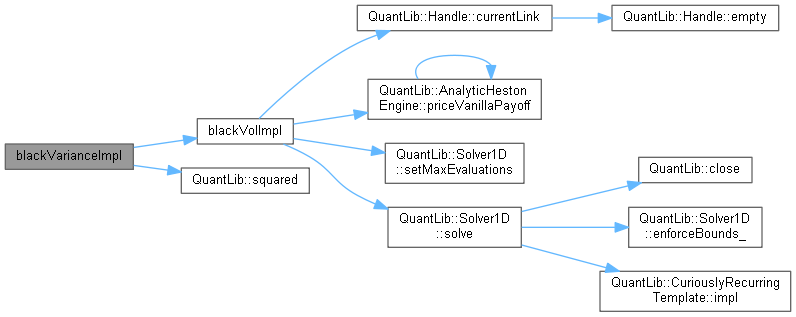 blackVarianceImpl
blackVolImpl
QuantLib::squared
QuantLib::Handle::currentLink
QuantLib::Handle::empty
QuantLib::AnalyticHeston
Engine::priceVanillaPayoff
QuantLib::Solver1D
::setMaxEvaluations
QuantLib::Solver1D
::solve
QuantLib::close
QuantLib::Solver1D
::enforceBounds_
QuantLib::CuriouslyRecurring
Template::impl